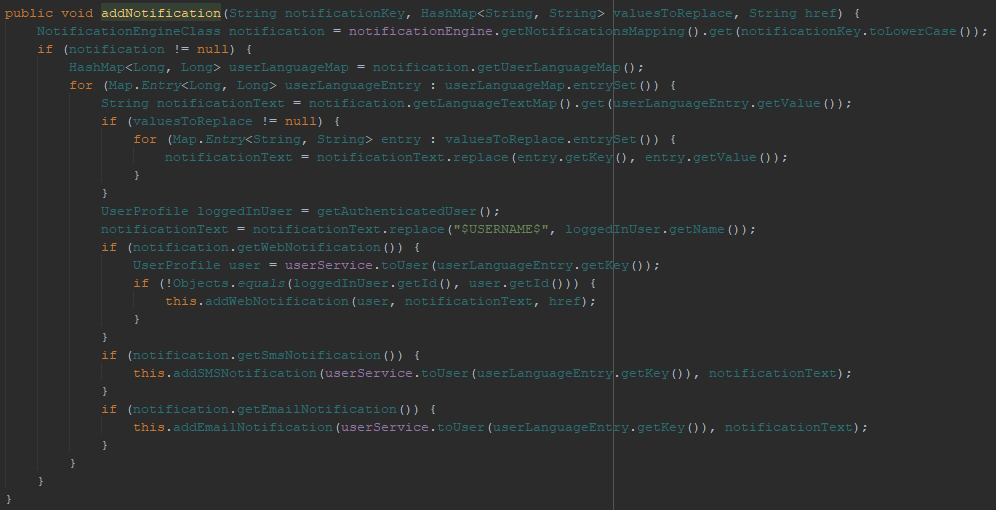 public void addNotification(String notificationKey, HashMap<String, String> valuesToReplace, String href) {
    NotificationEngineClass notification = notificationEngine.getNotificationsMapping().get(notificationKey.toLowerCase());
    if (notification != null) {
        HashMap<Long, Long> userLanguageMap = notification.getUserLanguageMap();
        for (Map.Entry<Long, Long> userLanguageEntry : userLanguageMap.entrySet()) {
            String notificationText = notification.getLanguageTextMap().get(userLanguageEntry.getValue());
            if (valuesToReplace != null) {
                for (Map.Entry<String, String> entry : valuesToReplace.entrySet()) {
                    notificationText = notificationText.replace(entry.getKey(), entry.getValue());
                }
            }
            UserProfile loggedInUser = getAuthenticatedUser();
            notificationText = notificationText.replace("$USERNAME$", loggedInUser.getName());
            if (notification.getWebNotification()) {
                UserProfile user = userService.toUser(userLanguageEntry.getKey());
                if (!Objects.equals(loggedInUser.getId(), user.getId())) {
                    this.addWebNotification(user, notificationText, href);
                }
            }
            if (notification.getSmsNotification()) {
                this.addSMSNotification(userService.toUser(userLanguageEntry.getKey()), notificationText);
            }
            if (notification.getEmailNotification()) {
                this.addEmailNotification(userService.toUser(userLanguageEntry.getKey()), notificationText);
            }
        }
    }
}